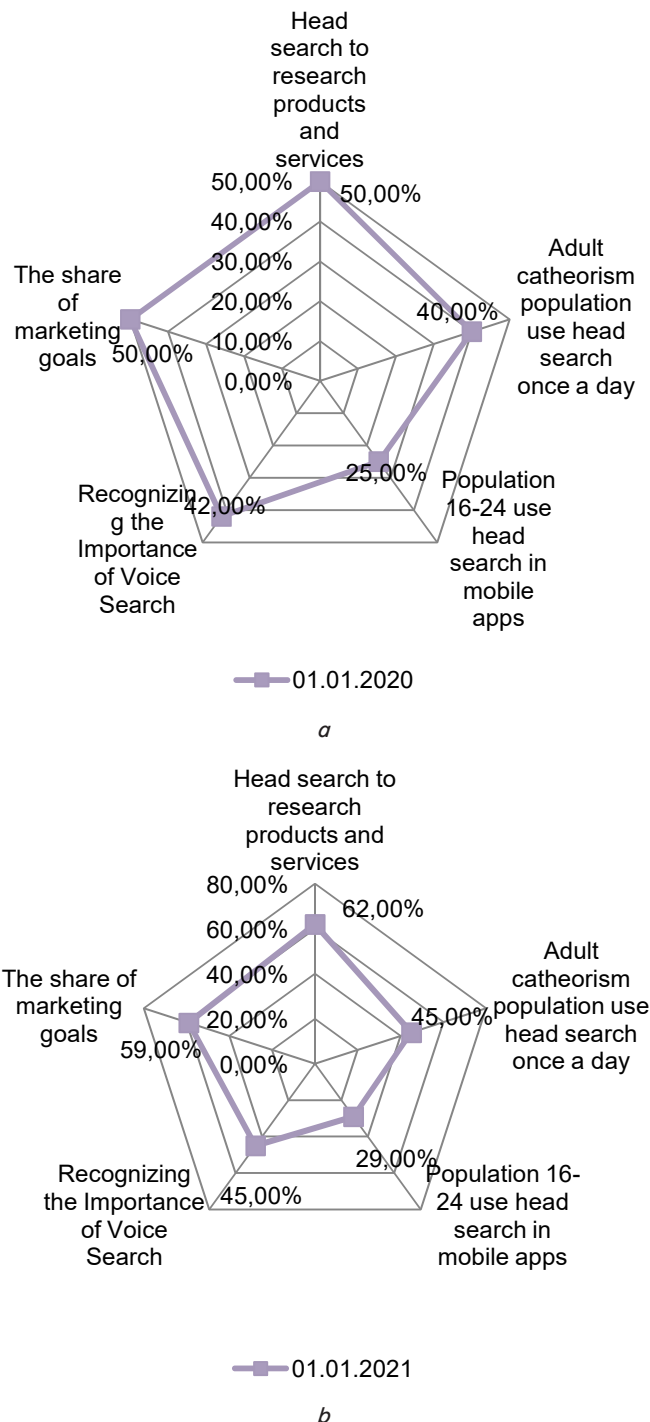 Head
search to
research
products
and
services
50,00%
50,00%
40,00%
30,00%
20,00%
10,00%
0,00%
Adult
catheorism
population
use head
search
once a day
40,00%
The share
of
marketing
goals
50,00%
25,00%
Population
16-24 use
head
search in
mobile
apps
42,00%
Recognizin
g the
Importance
of Voice
Search
01.01.2020
a
Head search to
research
products and
services
80,00%
60,00%
40,00%
20,00%
0,00%
62,00%
Adult
catheorism
population use
head search
once a day
45,00%
The share of
marketing
goals
59,00%
29,00%
Population 16-
24 use head
search in
mobile apps
Recognizing
the Importance
of Voice
Search
45,00%
01.01.2021
b